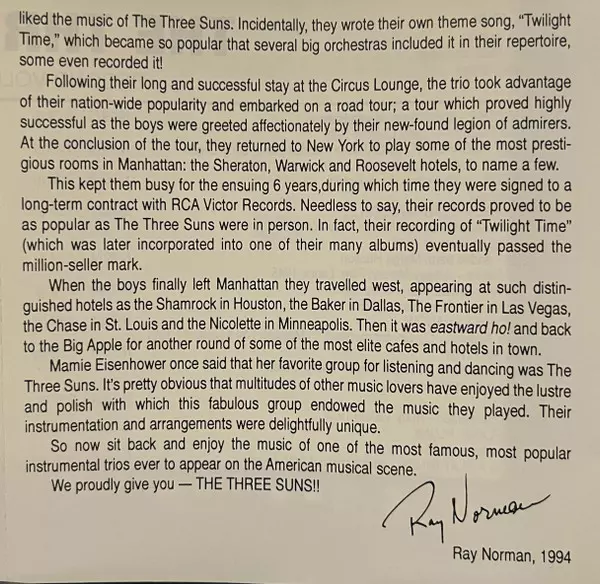 liked the music of The Three Suns. Incidentally, they wrote their own theme song, “Twilight
Time,” which became so popular that several big orchestras included it in their repertoire,
some even recorded it!
Following their long and successful stay at the Circus Lounge, the trio took advantage
of their nation-wide popularity and embarked on a road tour; a tour which proved highly
successful as the boys were greeted affectionately by their new-found legion of admirers.
At the conclusion of the tour, they returned to New York to play some of the most presti-
gious rooms in Manhattan: the Sheraton, Warwick and Roosevelt hotels, to name a few.
This kept them busy for the ensuing 6 years,during which time they were signed to a
long-term contract with RCA Victor Records. Needless to say, their records proved to be
as popular as The Three Suns were in person. In fact, their recording of “Twilight Time”
(which was later incorporated into one of their many albums) eventually passed the
million-seller mark.
When the boys finally left Manhattan they travelled west, appearing at such distin-
guished hotels as the Shamrock in Houston, the Baker in Dallas, The Frontier in Las Vegas,
the Chase in St. Louis and the Nicolette in Minneapolis. Then it was eastward ho! and back
to the Big Apple for another round of some of the most elite cafes and hotels in town.
Mamie Eisenhower once said that her favorite group for listening and dancing was The
Three Suns. It's pretty obvious that multitudes of other music lovers have enjoyed the lustre
and polish with which this fabulous group endowed the music they played. Their
instrumentation and arrangements were delightfully unique.
So now sit back and enjoy the music of one of the most famous, most popular
instrumental trios ever to appear on the American musical scene.
We proudly give you — THE THREE SUNS!!
Ray Norman
Ray Norman, 1994